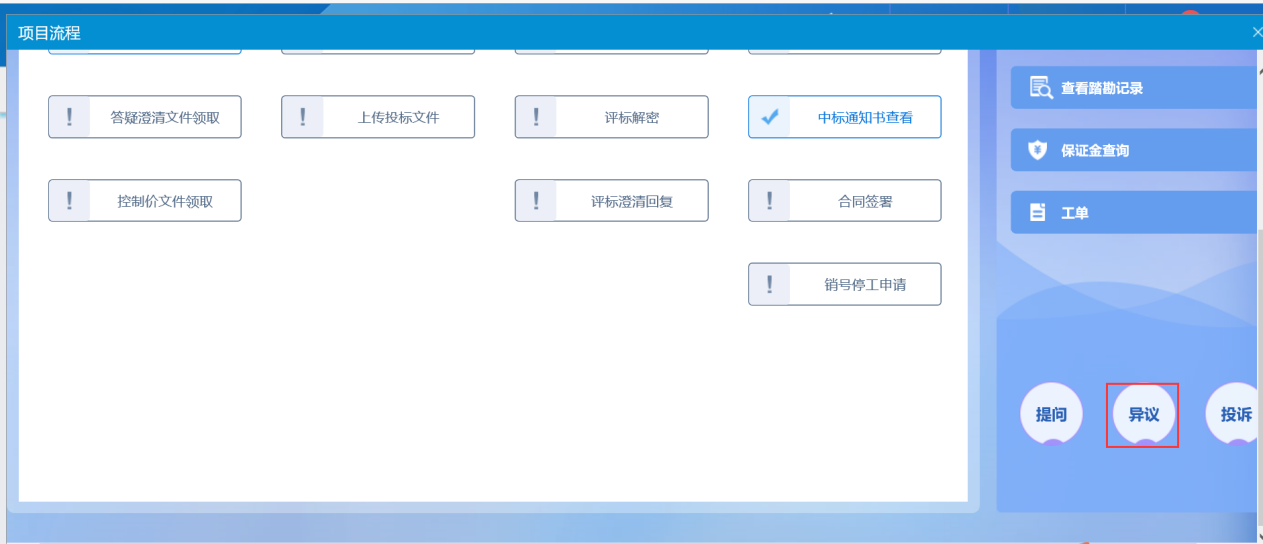 项目流程
答疑澄清文件领取
上传投标文件
评标解密
中标通知书查看
控制价文件领取
评标澄清回复
合同签署
销号停工申请
查看踏勘记录
保证金查询
工单
提问
异议
投诉